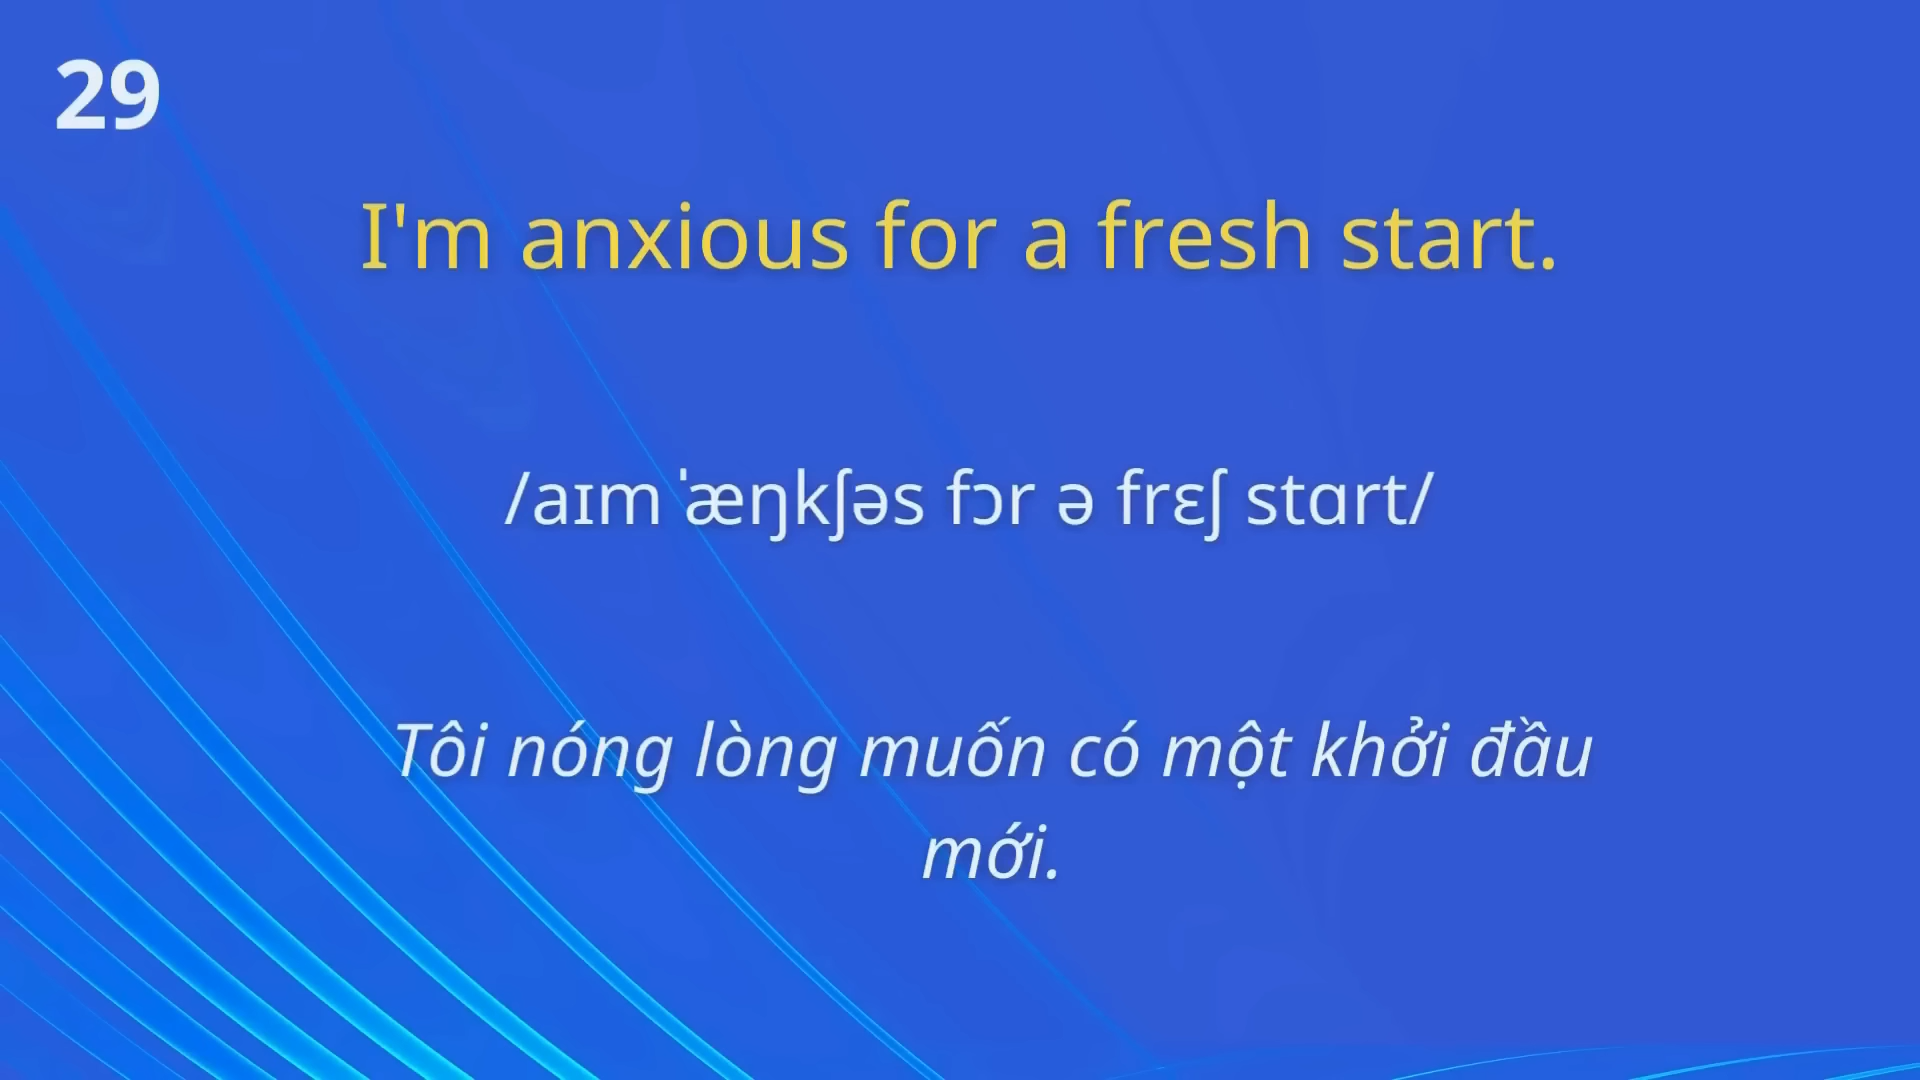 29
I'm anxious for a fresh start.
/aɪm ˈæŋkʃəs fɔr ə frɛʃ stɑrt/
Tôi nóng lòng muốn có một khởi đầu
mới.